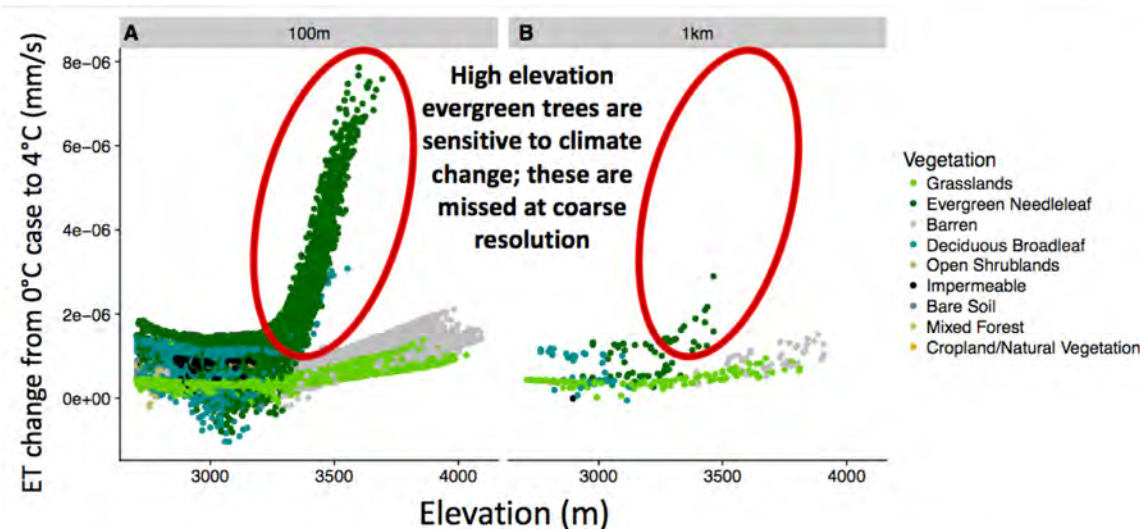 A
100m
B
1km
ET change from 0°C case to 4°C (mm/s)
8e−06
6e−06
4e−06
2e−06
0e+00
High elevation
evergreen trees are
sensitive to climate
change; these are
missed at coarse
resolution
3000
3500
4000
3000
3500
4000
Elevation (m)
Vegetation
Grasslands
Evergreen Needleleaf
Barren
Deciduous Broadleaf
Open Shrublands
Impermeable
Bare Soil
Mixed Forest
Cropland/Natural Vegetation